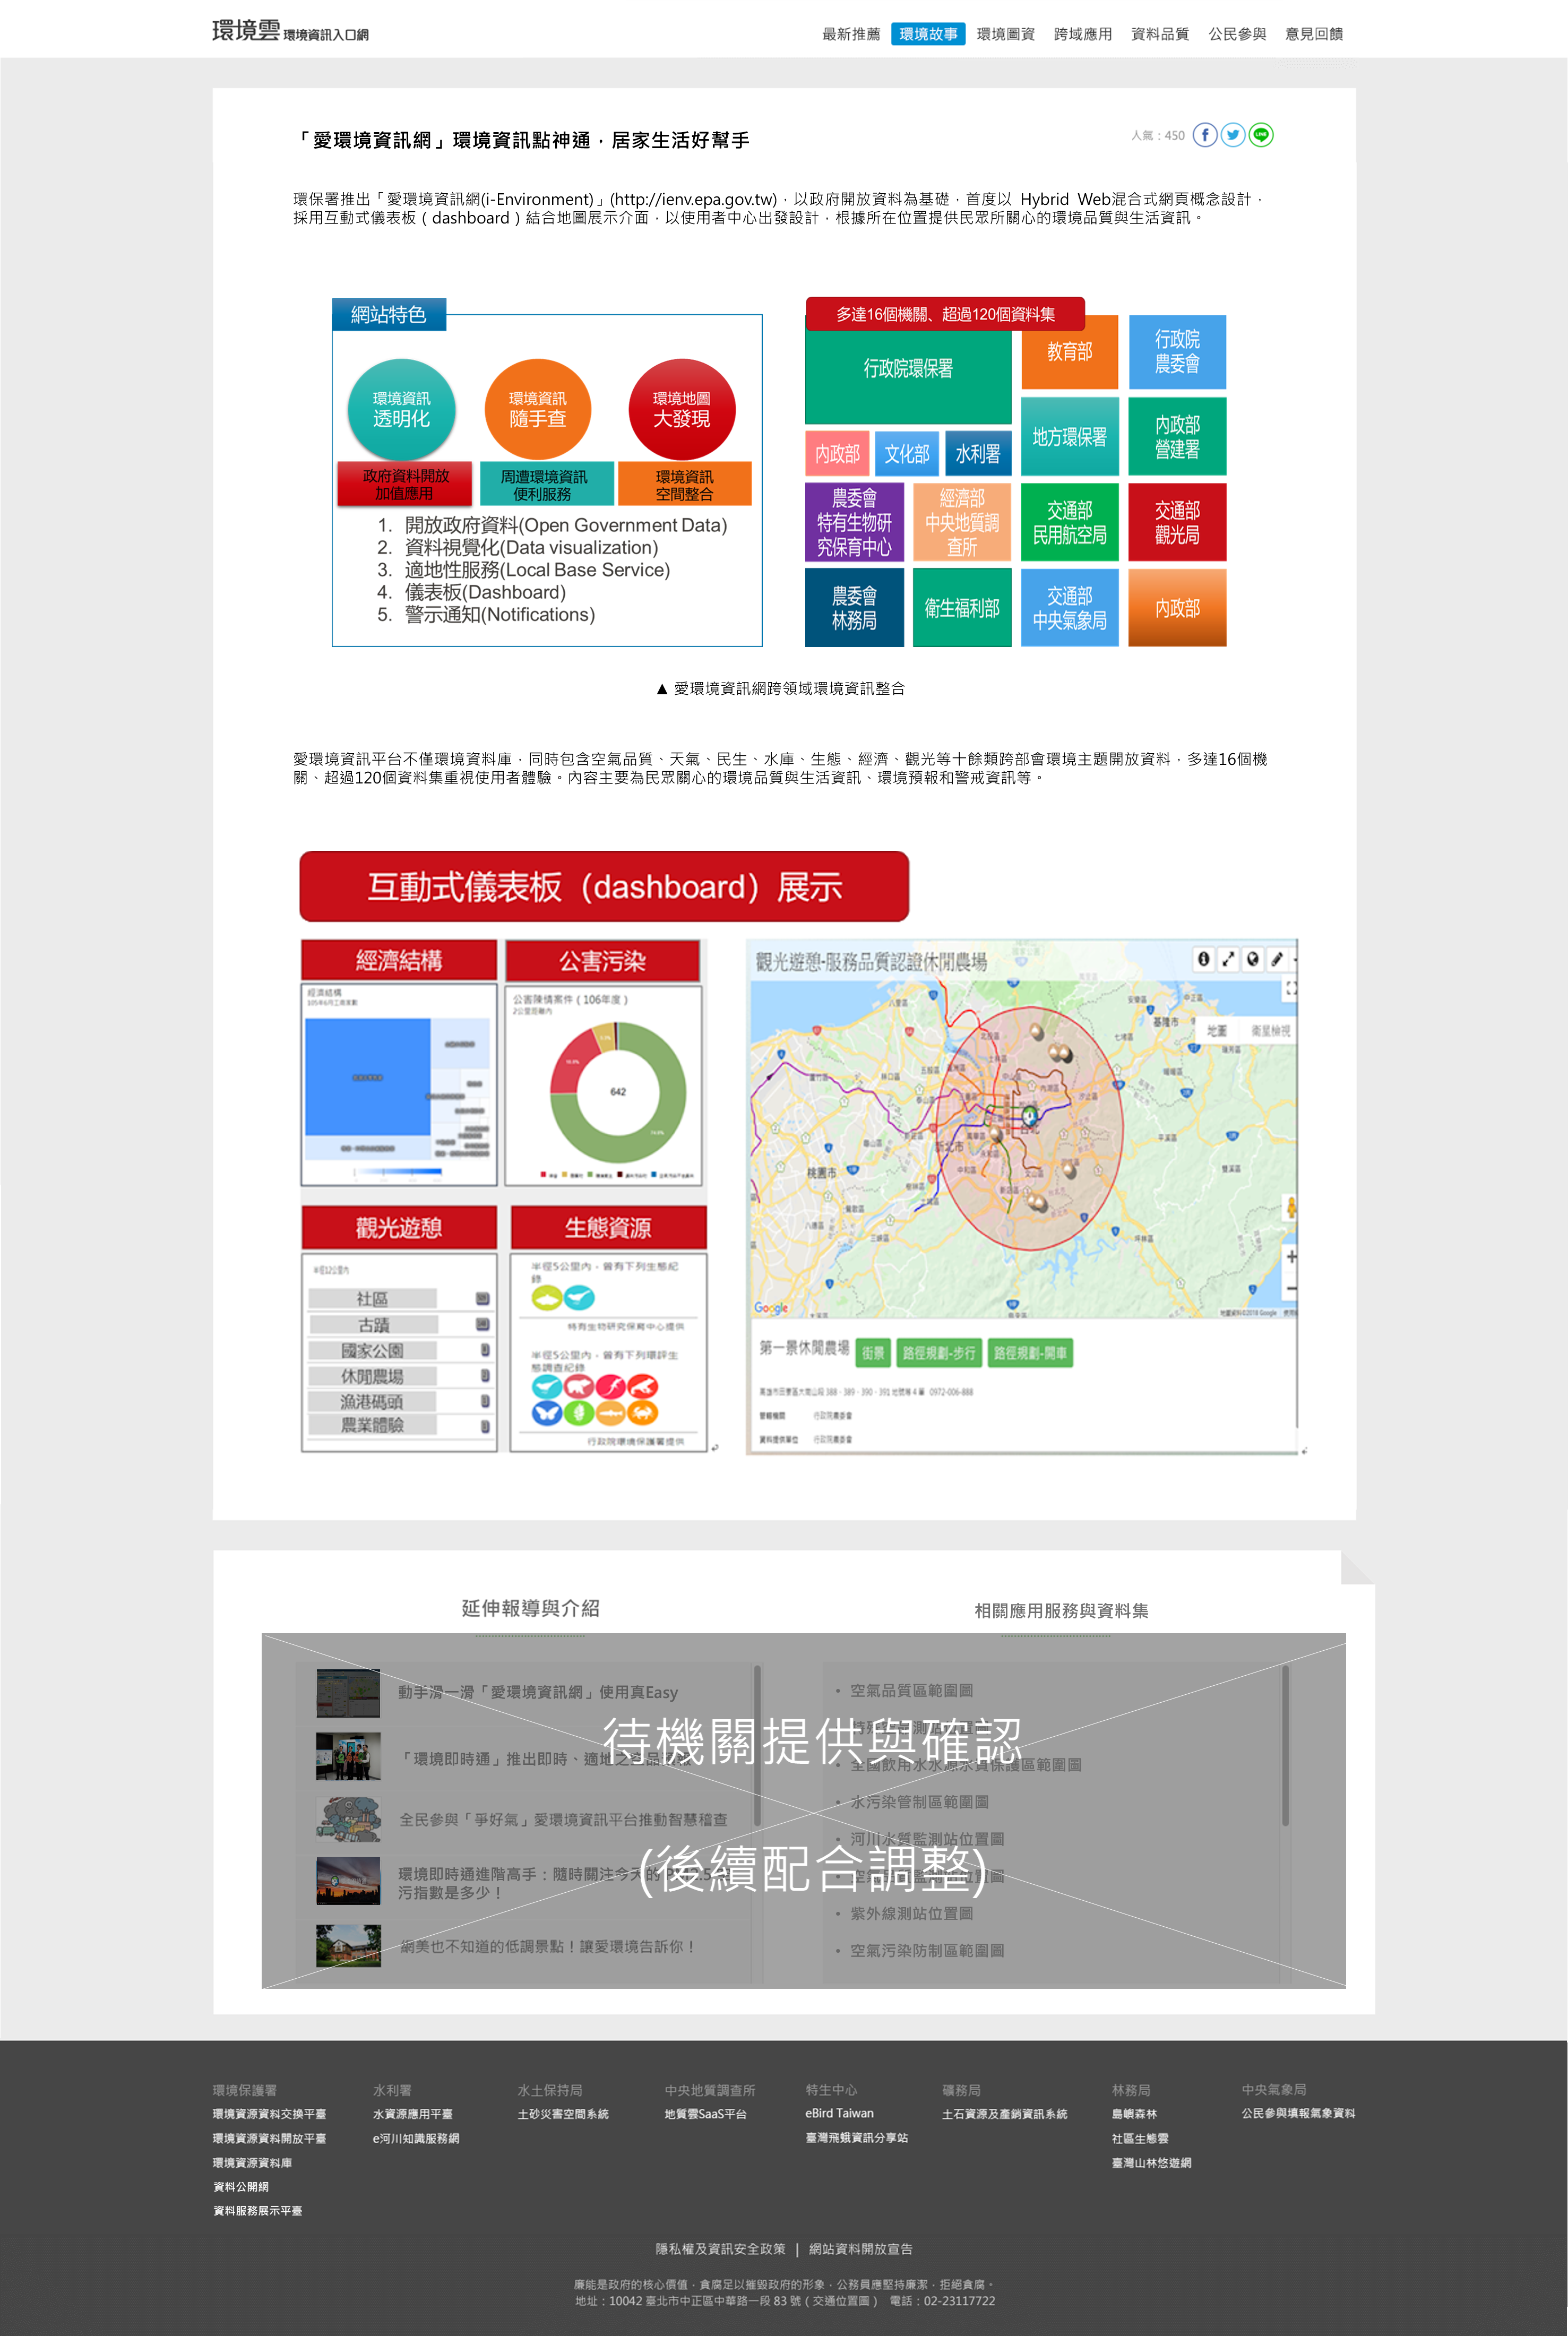 環境雲 環境資訊入口網
最新推薦 環境故事 環境圖資 跨域應用 資料品質 公民參與 意見回饋
「愛環境資訊網」環境資訊點神通，居家生活好幫手
人氣：450
環保署推出「愛環境資訊網(i-Environment)」(http://ienv.epa.gov.tw)，以政府開放資料為基礎，首度以 Hybrid Web混合式網頁概念設計，
採用互動式儀表板（dashboard）結合地圖展示介面，以使用者中心出發設計，根據所在位置提供民眾所關心的環境品質與生活資訊。
網站特色
環境資訊
透明化
環境資訊
隨手查
環境地圖
大發現
政府資料開放
加值應用
周遭環境資訊
便利服務
環境資訊
空間整合
1. 開放政府資料(Open Government Data)
2. 資料視覺化(Data visualization)
3. 適地性服務(Local Base Service)
4. 儀表板(Dashboard)
5. 警示通知(Notifications)
多達16個機關、超過120個資料集
行政院環保署
教育部
行政院
農委會
內政部
文化部
水利署
地方環保署
內政部
營建署
農委會
特有生物研
究保育中心
經濟部
中央地質調
查所
交通部
民用航空局
交通部
觀光局
農委會
林務局
衛生福利部
交通部
中央氣象局
內政部
▲ 愛環境資訊網跨領域環境資訊整合
愛環境資訊平台不僅環境資料庫，同時包含空氣品質、天氣、民生、水庫、生態、經濟、觀光等十餘類跨部會環境主題開放資料，多達16個機
關、超過120個資料集重視使用者體驗。內容主要為民眾關心的環境品質與生活資訊、環境預報和警戒資訊等。
互動式儀表板（dashboard）展示
經濟結構
經濟結構
公害污染
公害陳情案件（106年度）
2公里距離內
642
觀光遊憩
半徑12公里內
社區
古蹟
國家公園
休閒農場
漁港碼頭
農業體驗
生態資源
半徑5公里內，曾有下列生態紀
錄
特有生物研究保育中心提供
半徑5公里內，曾有下列環評生
態調查紀錄
行政院環境保護署提供
觀光遊憩-服務品質認證休閒農場
地圖 衛星檢視
基隆市
新北市
台北
桃園市
Google
第一景休閒農場 街景 路徑規劃-步行 路徑規劃-開車
行政院農委會
資料提供單位 行政院農委會
延伸報導與介紹
動手滑一滑「愛環境資訊網」使用真Easy
「環境即時通」推出即時、適地之空品
全民參與「爭好氣」愛環境資訊平台推動智慧稽查
環境即時通進階高手：隨時關注今天的
污指數是多少！
網美也不知道的低調景點！讓愛環境告訴你！
相關應用服務與資料集
• 空氣品質區範圍圖
• 全國飲用水水源水質保護區範圍圖
• 水污染管制區範圍圖
• 河川水質監測站位置圖
• 紫外線測站位置圖
• 空氣污染防制區範圍圖
待機關提供與確認
(後續配合調整)
環境保護署
環境資源資料交換平臺
環境資源資料開放平臺
環境資源資料庫
資料公開網
資料服務展示平臺
水利署
水資源應用平臺
e河川知識服務網
水土保持局
土砂災害空間系統
中央地質調查所
地質雲SaaS平台
特生中心
eBird Taiwan
臺灣飛蛾資訊分享站
礦務局
土石資源及產銷資訊系統
林務局
島嶼森林
社區生態雲
臺灣山林悠遊網
中央氣象局
公民參與填報氣象資料
隱私權及資訊安全政策 | 網站資料開放宣告
廉能是政府的核心價值，貪腐足以摧毀政府的形象，公務員應堅持廉潔，拒絕貪腐。
地址：10042 臺北市中正區中華路一段 83 號（交通位置圖） 電話：02-23117722